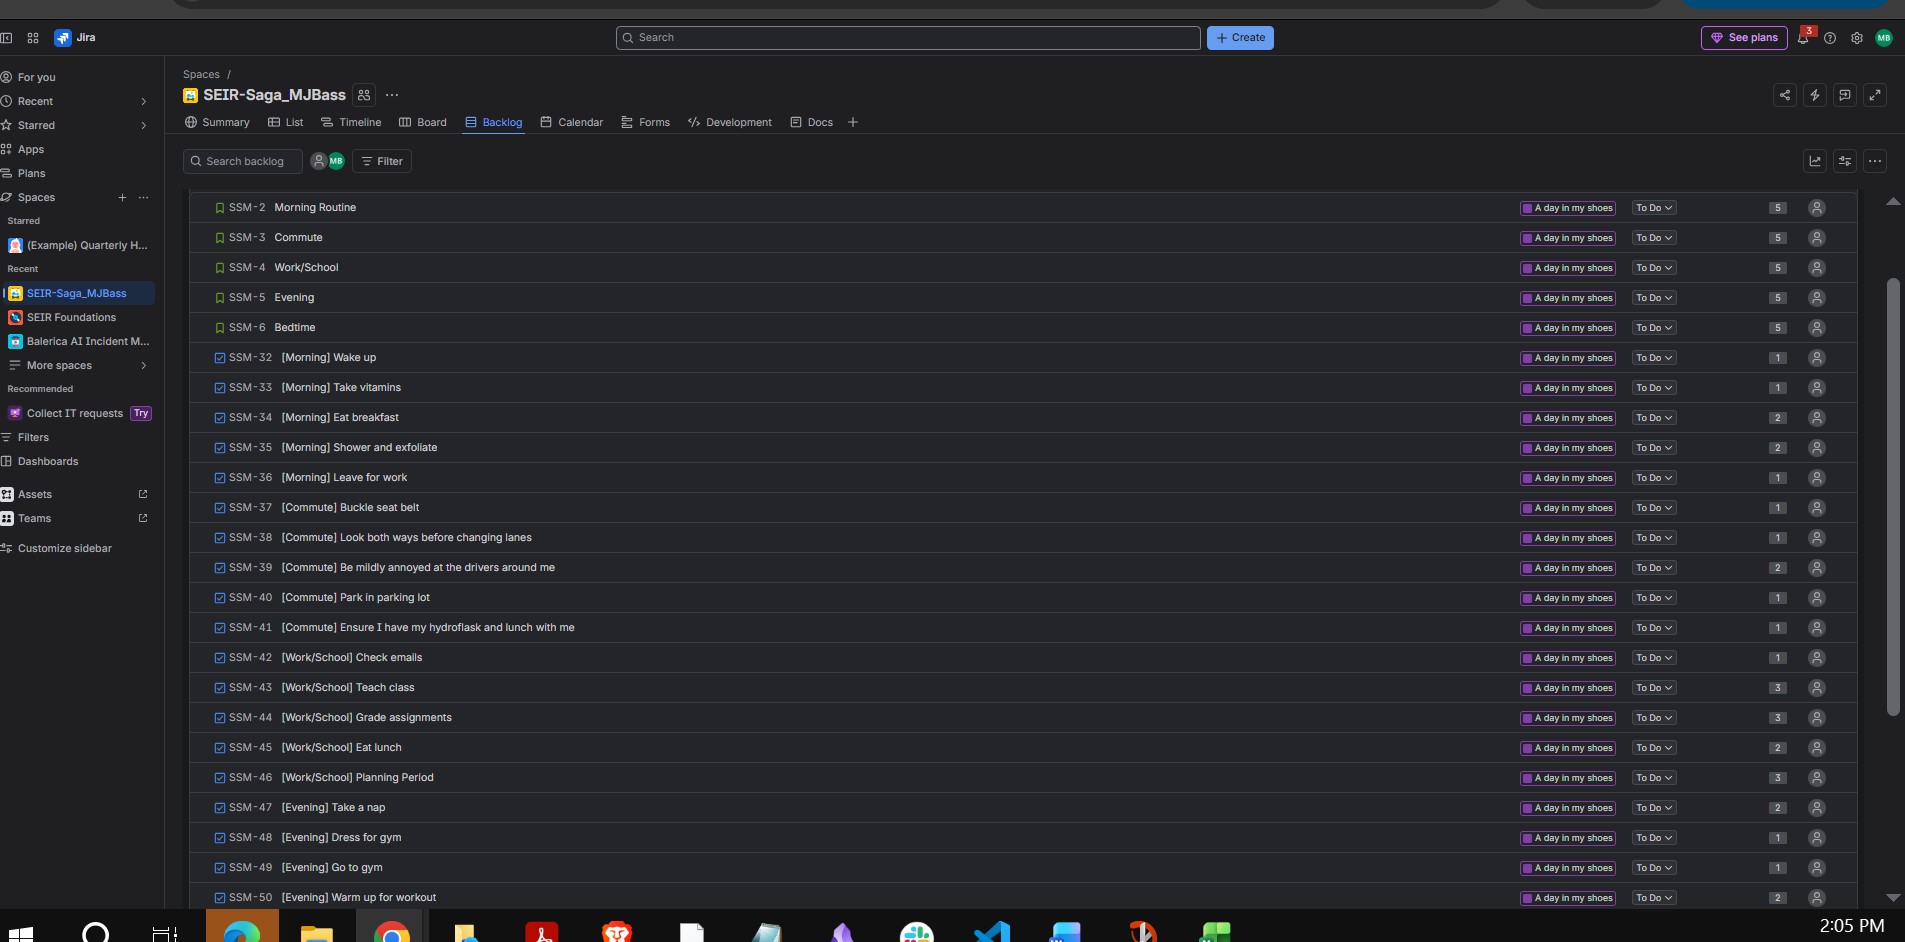 Jira
Search
+ Create
See plans
3
MB
For you
Recent
Starred
Apps
Plans
Spaces
Starred
(Example) Quarterly H...
Recent
SEIR-Saga_MJBass
SEIR Foundations
Balerica AI Incident M...
More spaces
Recommended
Collect IT requests Try
Filters
Dashboards
Assets
Teams
Customize sidebar
Spaces /
SEIR-Saga_MJBass
Summary List Timeline Board Backlog Calendar Forms Development Docs
Search backlog MB Filter
SSM-2 Morning Routine A day in my shoes To Do 5
SSM-3 Commute A day in my shoes To Do 5
SSM-4 Work/School A day in my shoes To Do 5
SSM-5 Evening A day in my shoes To Do 5
SSM-6 Bedtime A day in my shoes To Do 5
SSM-32 [Morning] Wake up A day in my shoes To Do 1
SSM-33 [Morning] Take vitamins A day in my shoes To Do 1
SSM-34 [Morning] Eat breakfast A day in my shoes To Do 2
SSM-35 [Morning] Shower and exfoliate A day in my shoes To Do 2
SSM-36 [Morning] Leave for work A day in my shoes To Do 1
SSM-37 [Commute] Buckle seat belt A day in my shoes To Do 1
SSM-38 [Commute] Look both ways before changing lanes A day in my shoes To Do 1
SSM-39 [Commute] Be mildly annoyed at the drivers around me A day in my shoes To Do 2
SSM-40 [Commute] Park in parking lot A day in my shoes To Do 1
SSM-41 [Commute] Ensure I have my hydroflask and lunch with me A day in my shoes To Do 1
SSM-42 [Work/School] Check emails A day in my shoes To Do 1
SSM-43 [Work/School] Teach class A day in my shoes To Do 3
SSM-44 [Work/School] Grade assignments A day in my shoes To Do 3
SSM-45 [Work/School] Eat lunch A day in my shoes To Do 2
SSM-46 [Work/School] Planning Period A day in my shoes To Do 3
SSM-47 [Evening] Take a nap A day in my shoes To Do 2
SSM-48 [Evening] Dress for gym A day in my shoes To Do 1
SSM-49 [Evening] Go to gym A day in my shoes To Do 1
SSM-50 [Evening] Warm up for workout A day in my shoes To Do 2
2:05 PM